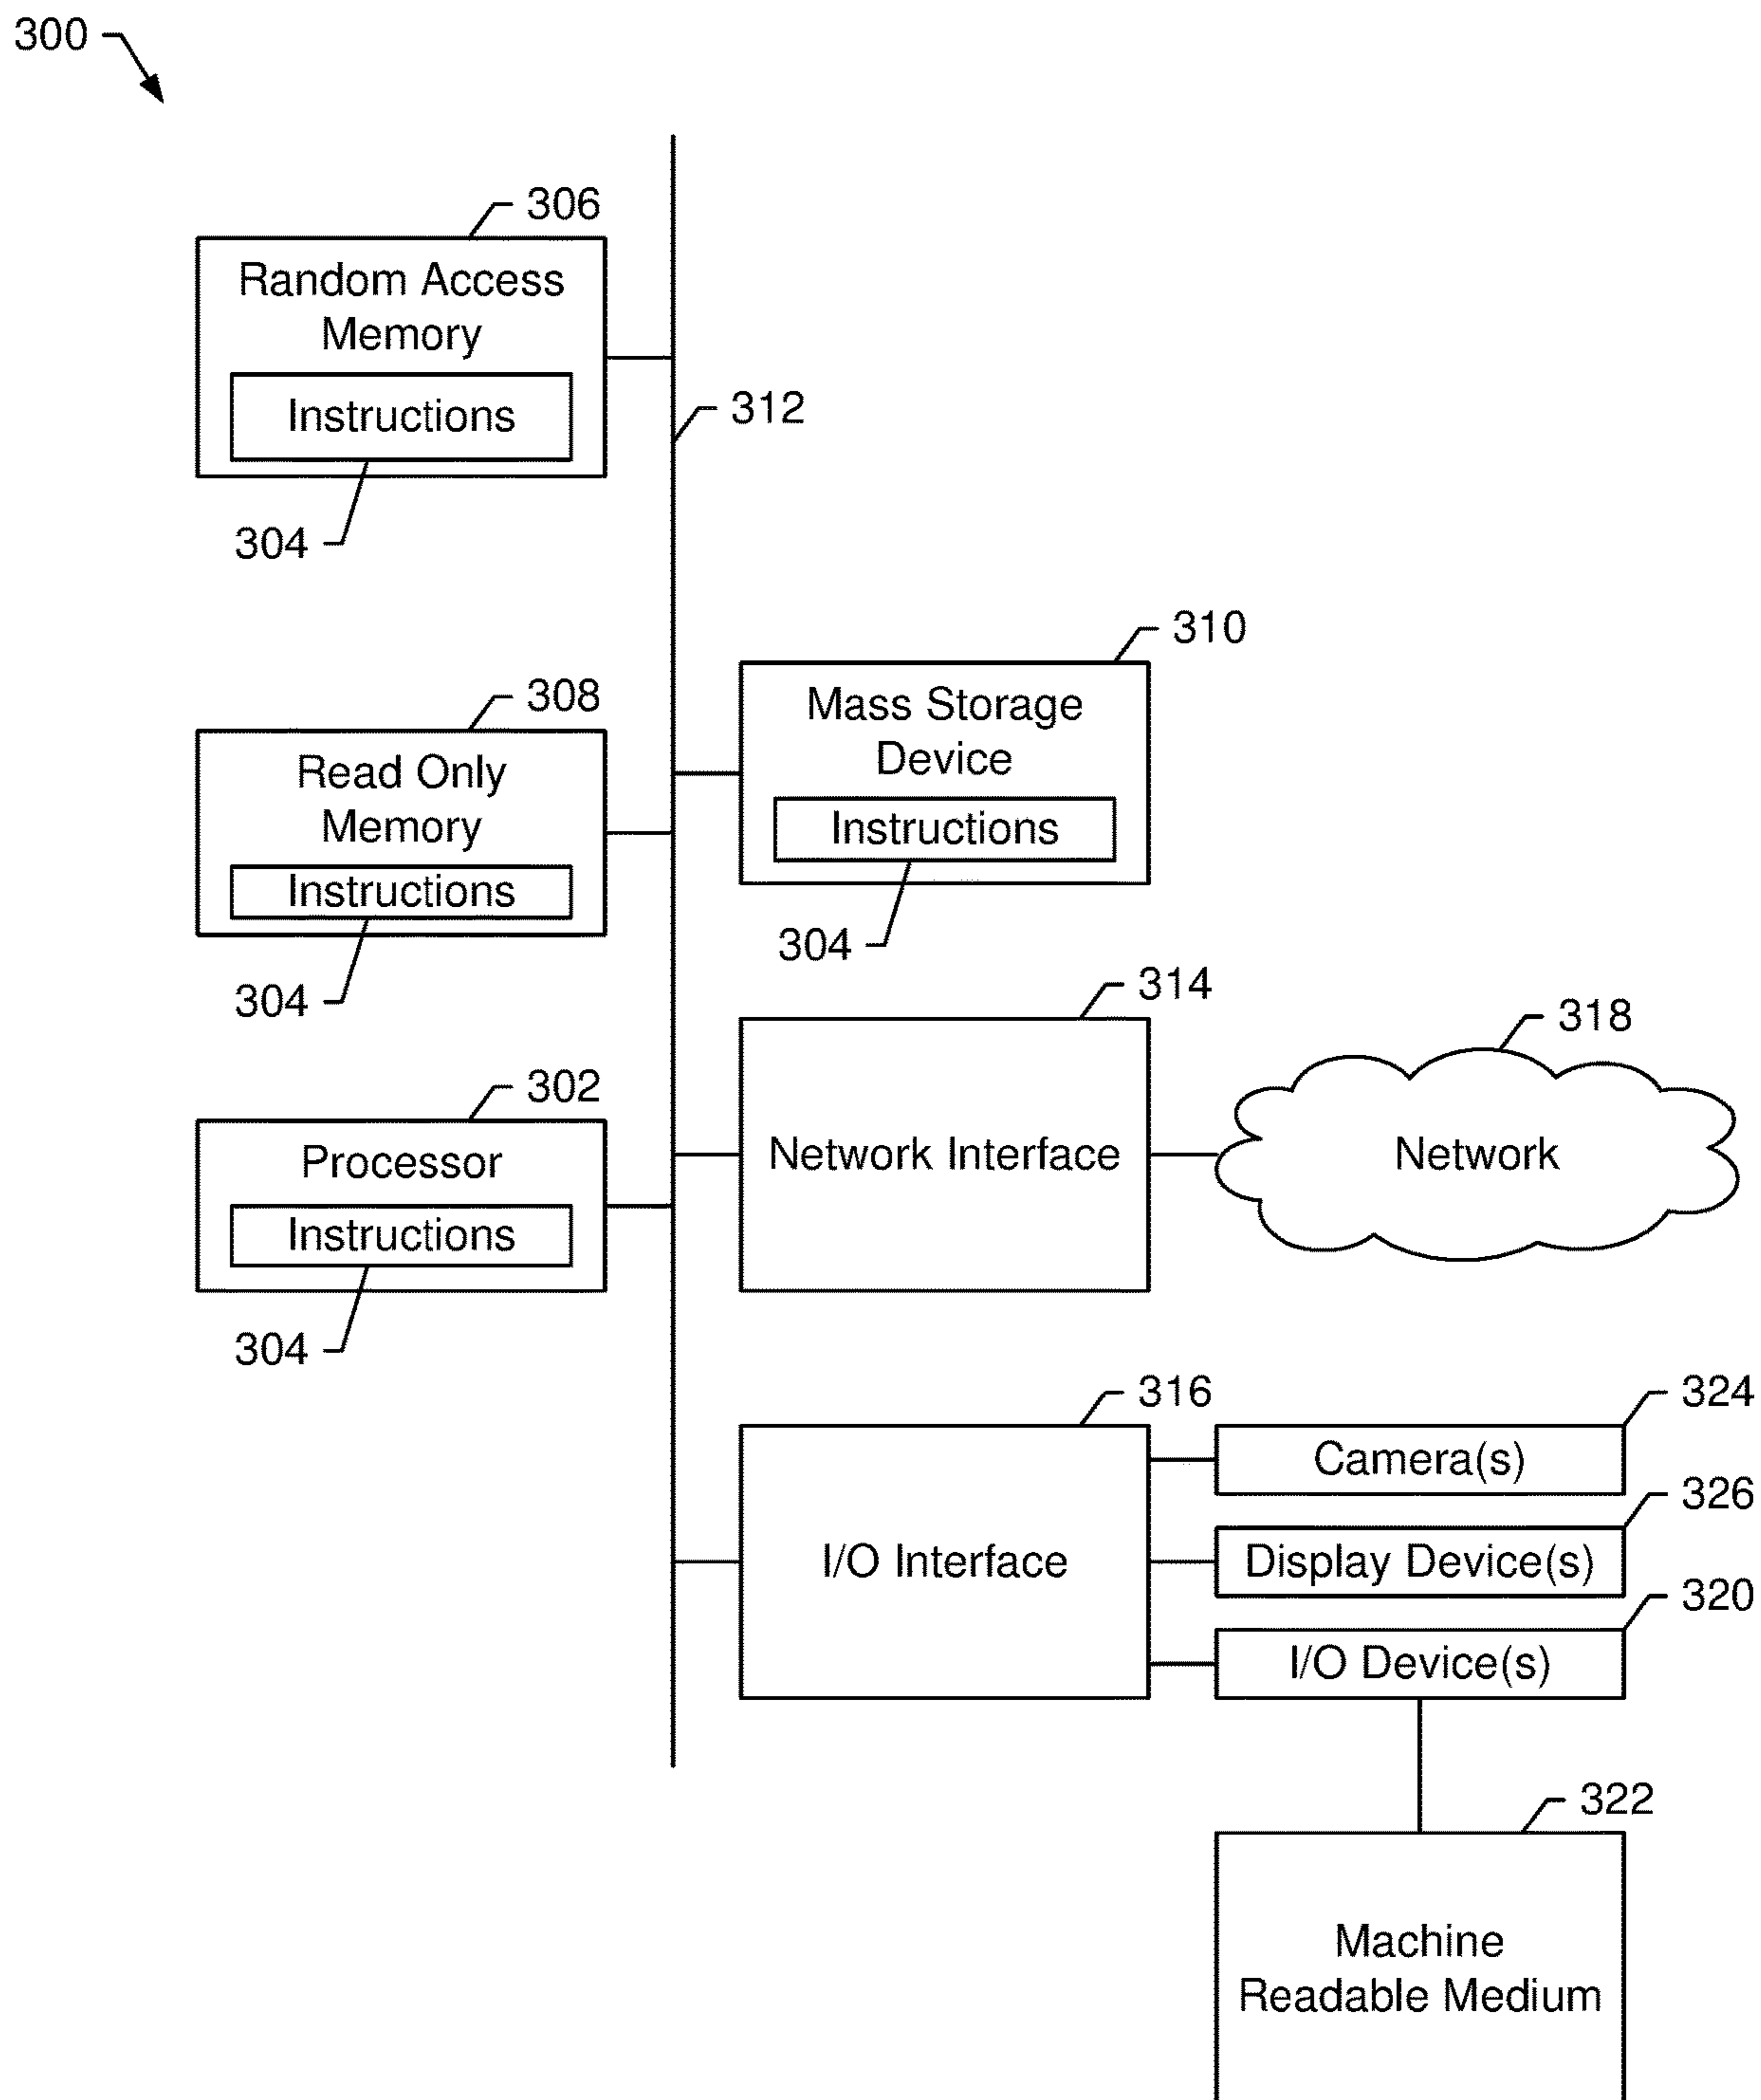 300
306
Random Access
Memory
Instructions
304
312
310
Mass Storage
Device
Instructions
304
308
Read Only
Memory
Instructions
304
314
Network Interface
318
Network
302
Processor
Instructions
304
316
I/O Interface
324
Camera(s)
326
Display Device(s)
320
I/O Device(s)
322
Machine
Readable Medium